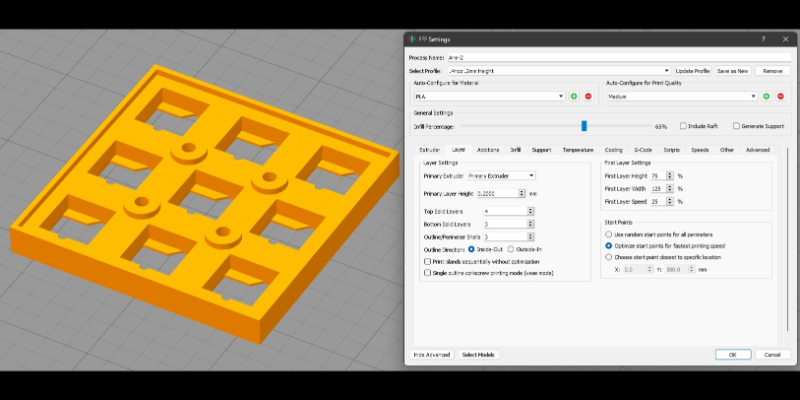 FFF Settings
Process Name: Arm-2
Select Profile: .4noz .2mm Height Update Profile Save as New Remove
Auto-Configure for Material
PLA
Auto-Configure for Print Quality
Medium
General Settings
Infill Percentage: 65% Include Raft Generate Support
Extruder Layer Additions Infill Support Temperature Cooling G-Code Scripts Speeds Other Advanced
Layer Settings
Primary Extruder Primary Extruder
Primary Layer Height 0.2000 mm
Top Solid Layers 4
Bottom Solid Layers 3
Outline/Perimeter Shells 3
Outline Direction: Inside-Out Outside-In
Print islands sequentially without optimization
Single outline corkscrew printing mode (vase mode)
First Layer Settings
First Layer Height 75 %
First Layer Width 125 %
First Layer Speed 25 %
Start Points
Use random start points for all perimeters
Optimize start points for fastest printing speed
Choose start point closest to specific location
X: 0.0 Y: 500.0 mm
Hide Advanced Select Models OK Cancel